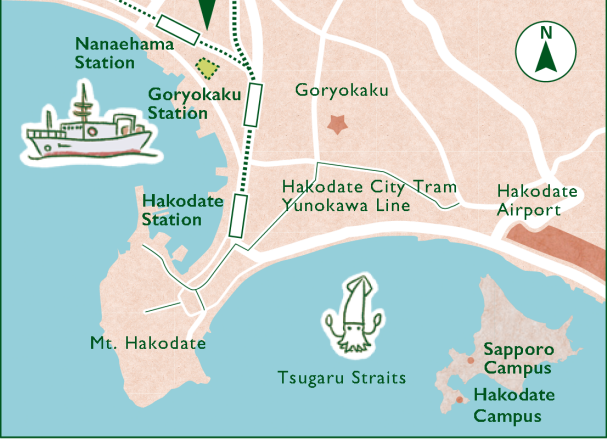 N
Nanaehama
Station
Goryokaku
Station
Goryokaku
Hakodate City Tram
Yunokawa Line
Hakodate
Airport
Hakodate
Station
Mt. Hakodate
Tsugaru Straits
Sapporo
Campus
Hakodate
Campus